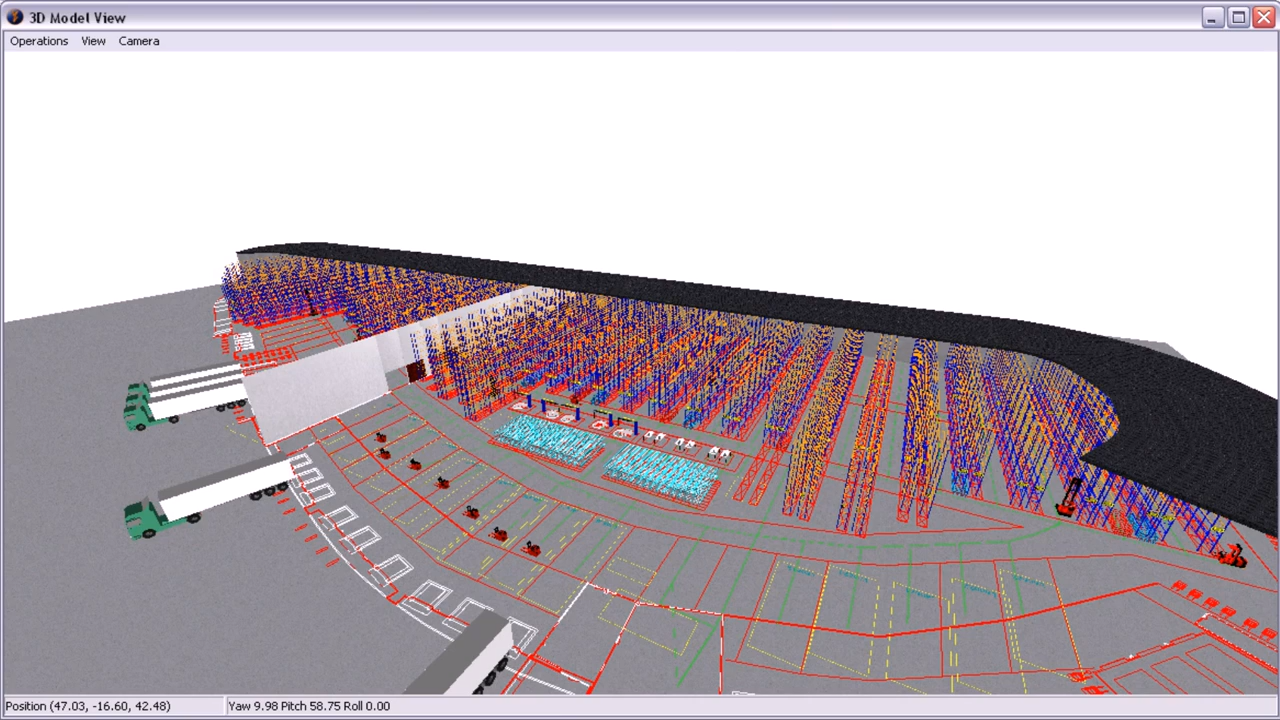 3D Model View
Operations View Camera
Position (47.03, -16.60, 42.48) Yaw 9.98 Pitch 58.75 Roll 0.00